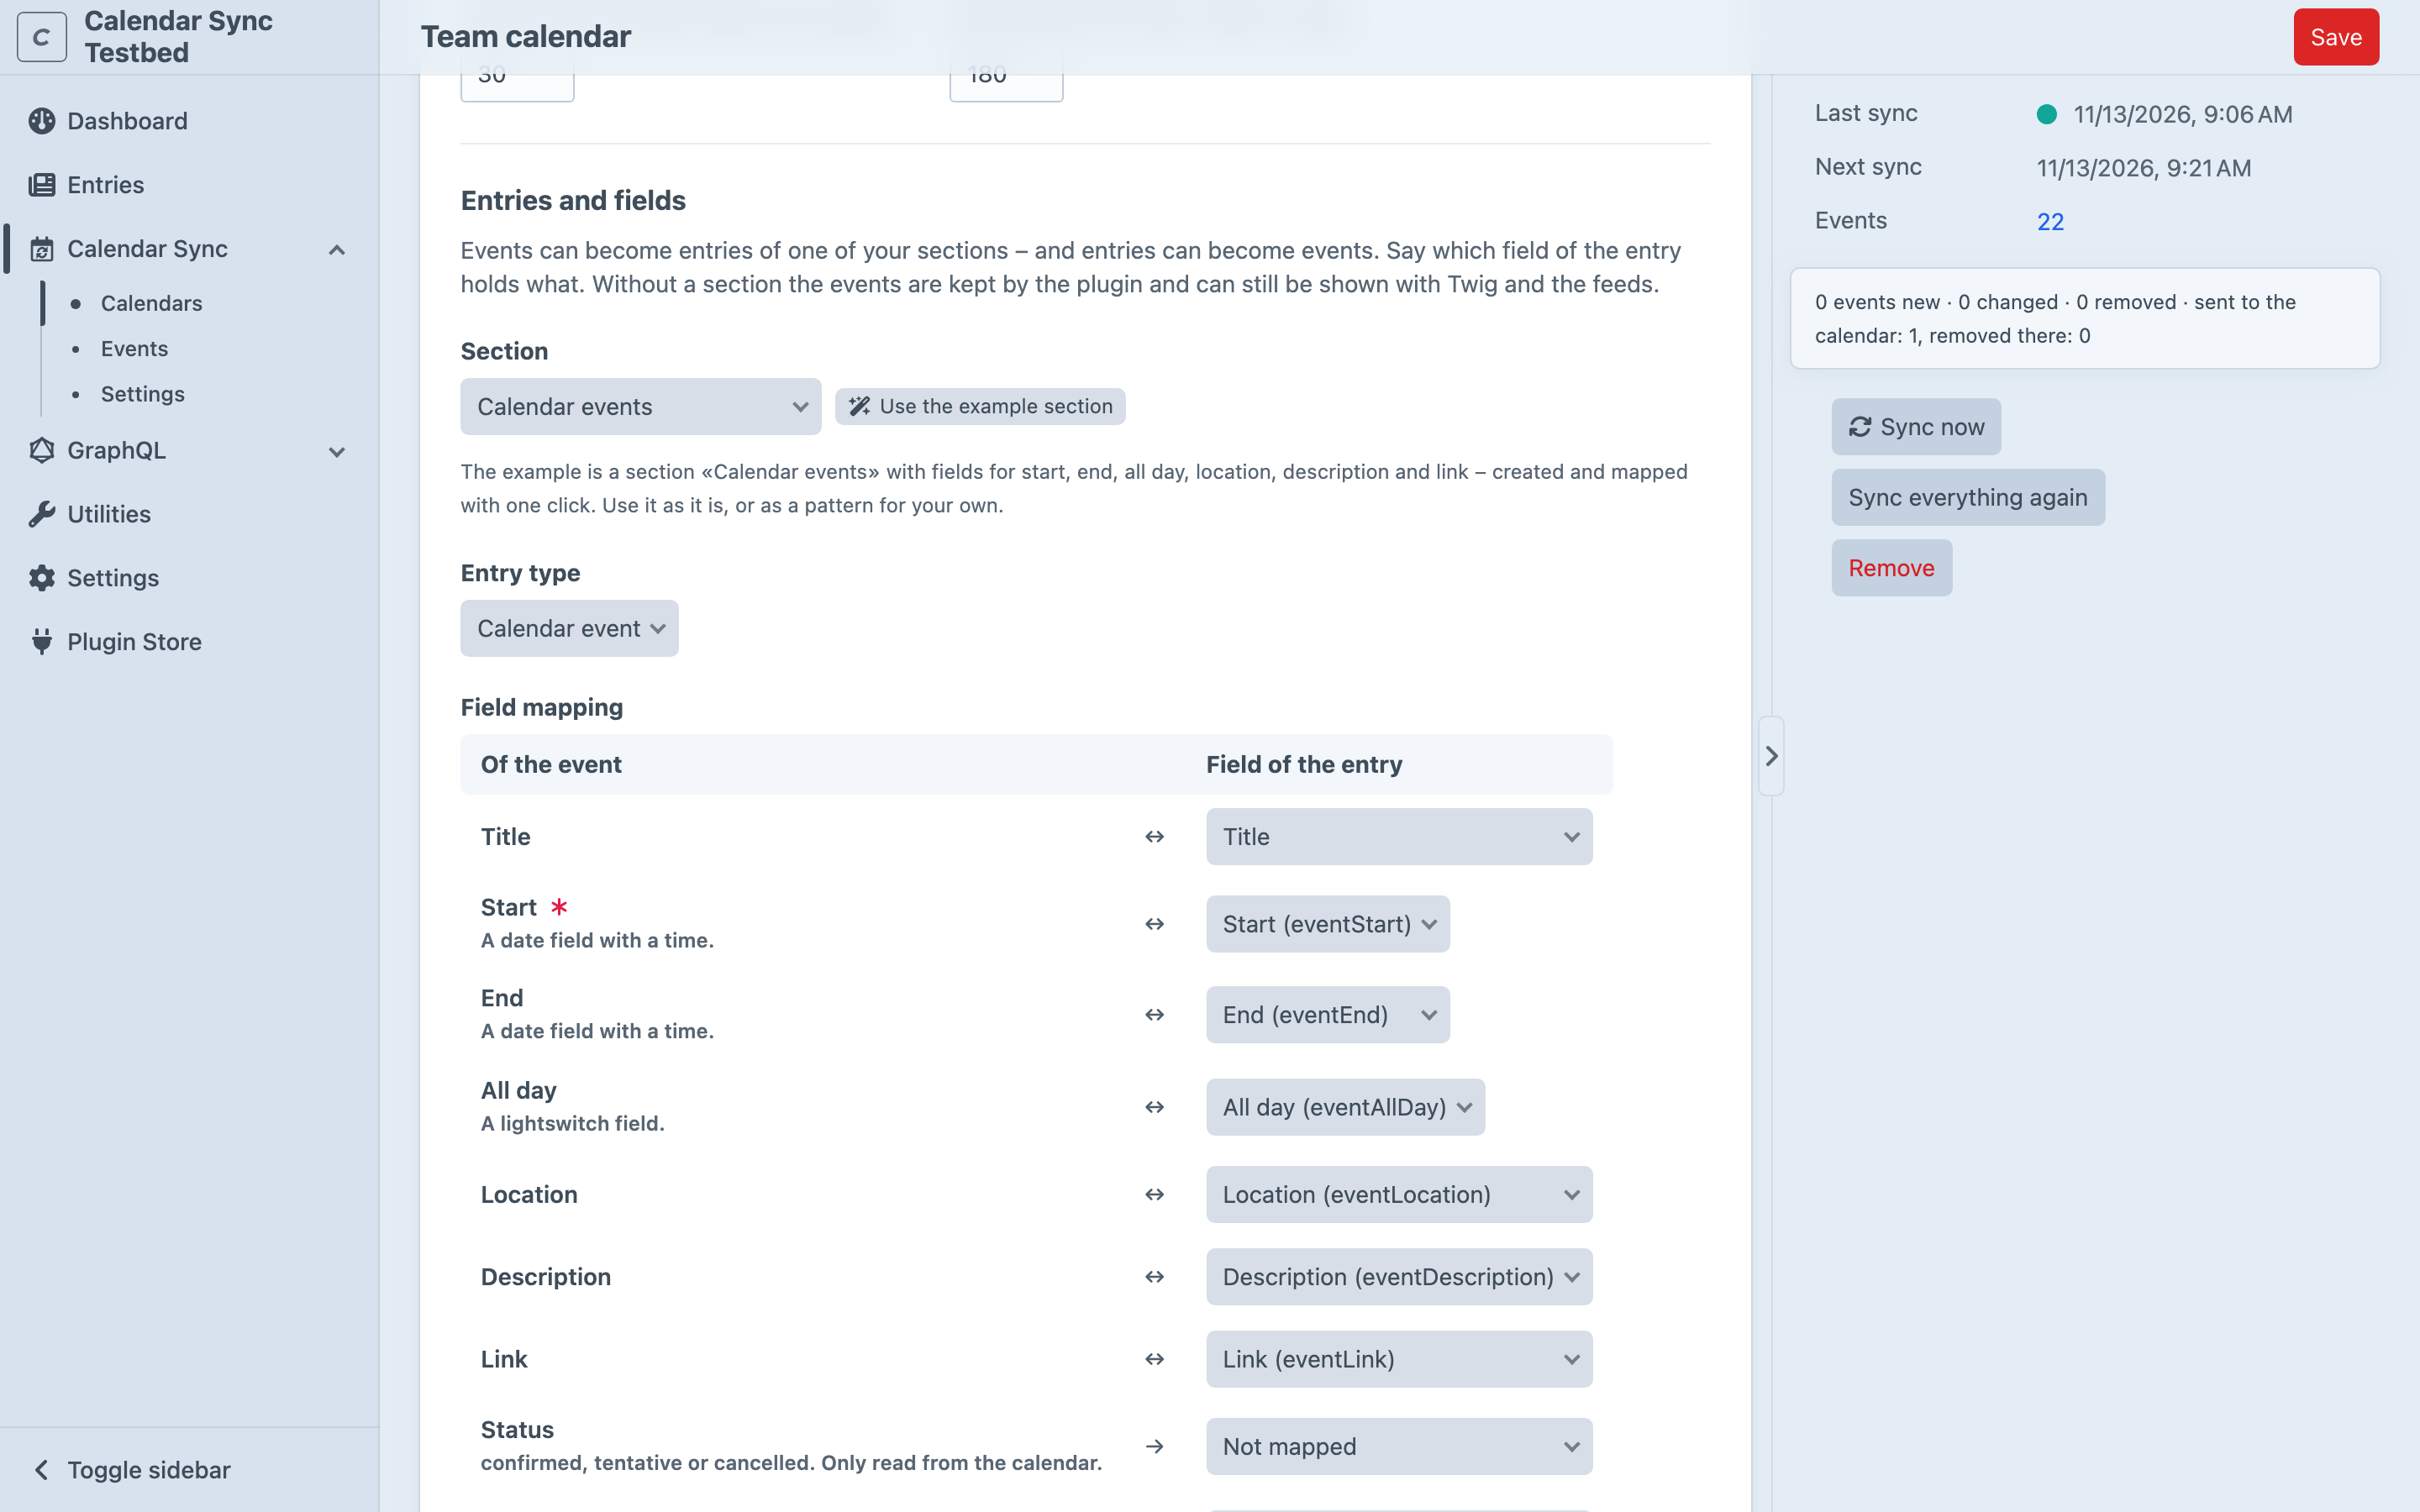 C
Calendar Sync
Testbed
Dashboard
Entries
Calendar Sync
Calendars
Events
Settings
GraphQL
Utilities
Settings
Plugin Store
Toggle sidebar
Team calendar
Save
30
180
Entries and fields
Events can become entries of one of your sections – and entries can become events. Say which field of the entry
holds what. Without a section the events are kept by the plugin and can still be shown with Twig and the feeds.
Section
Calendar events
Use the example section
The example is a section «Calendar events» with fields for start, end, all day, location, description and link – created and mapped
with one click. Use it as it is, or as a pattern for your own.
Entry type
Calendar event
Field mapping
Of the event
Field of the entry
Title
↔
Title
Start *
A date field with a time.
↔
Start (eventStart)
End
A date field with a time.
↔
End (eventEnd)
All day
A lightswitch field.
↔
All day (eventAllDay)
Location
↔
Location (eventLocation)
Description
↔
Description (eventDescription)
Link
↔
Link (eventLink)
Status
confirmed, tentative or cancelled. Only read from the calendar.
→
Not mapped
Last sync
11/13/2026, 9:06 AM
Next sync
11/13/2026, 9:21 AM
Events
22
0 events new · 0 changed · 0 removed · sent to the
calendar: 1, removed there: 0
Sync now
Sync everything again
Remove